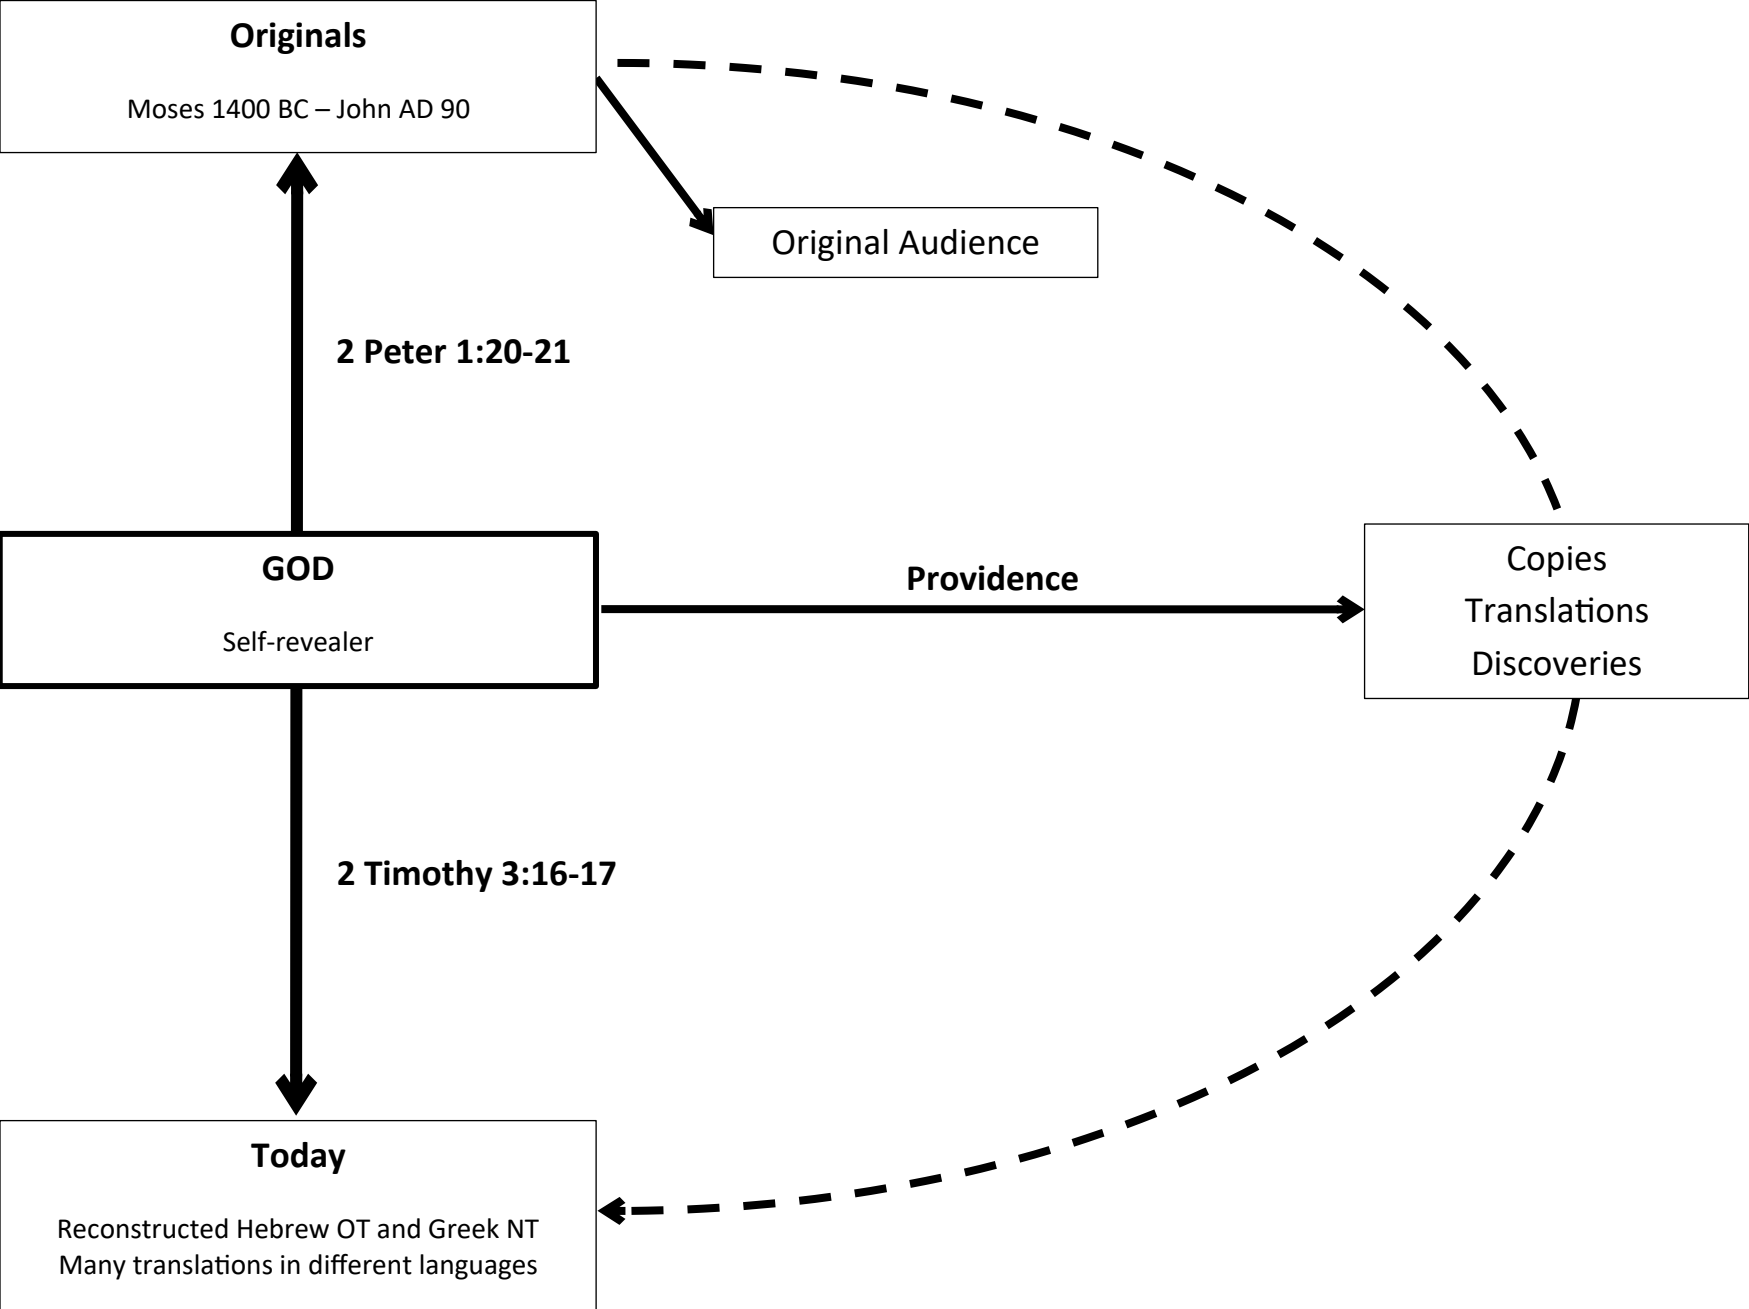 Originals
Moses 1400 BC – John AD 90
Original Audience
2 Peter 1:20-21
GOD
Self-revealer
Providence
Copies
Translations
Discoveries
2 Timothy 3:16-17
Today
Reconstructed Hebrew OT and Greek NT
Many translations in different languages